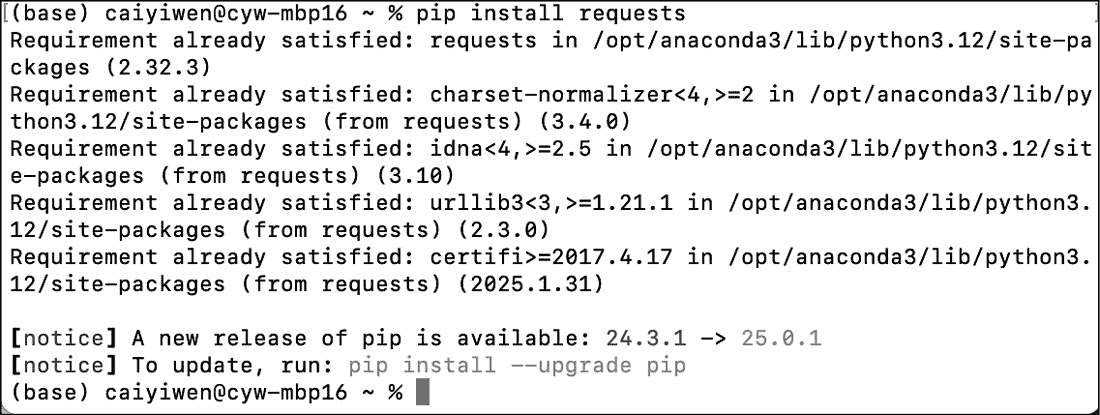 (base) caiyiwen@cyw-mbp16 ~ % pip install requests
Requirement already satisfied: requests in /opt/anaconda3/lib/python3.12/site-pa
ckages (2.32.3)
Requirement already satisfied: charset-normalizer<4,>=2 in /opt/anaconda3/lib/py
thon3.12/site-packages (from requests) (3.4.0)
Requirement already satisfied: idna<4,>=2.5 in /opt/anaconda3/lib/python3.12/sit
e-packages (from requests) (3.10)
Requirement already satisfied: urllib3<3,>=1.21.1 in /opt/anaconda3/lib/python3.
12/site-packages (from requests) (2.3.0)
Requirement already satisfied: certifi>=2017.4.17 in /opt/anaconda3/lib/python3.
12/site-packages (from requests) (2025.1.31)

[notice] A new release of pip is available: 24.3.1 -> 25.0.1
[notice] To update, run: pip install --upgrade pip
(base) caiyiwen@cyw-mbp16 ~ %